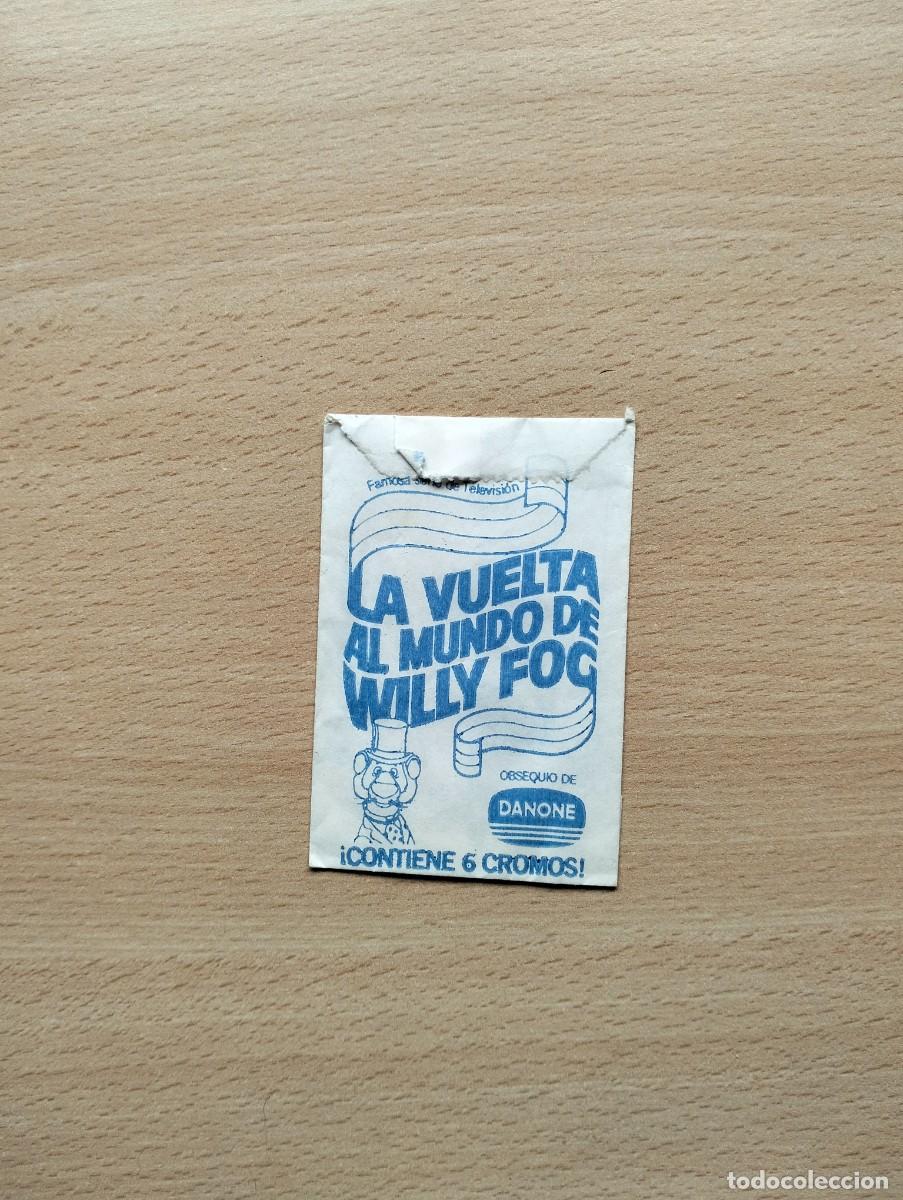 Famosa serie de Televisión
LA VUELTA
AL MUNDO DE
WILLY FOG
OBSEQUIO DE
DANONE
¡CONTIENE 6 CROMOS!
todocoleccion